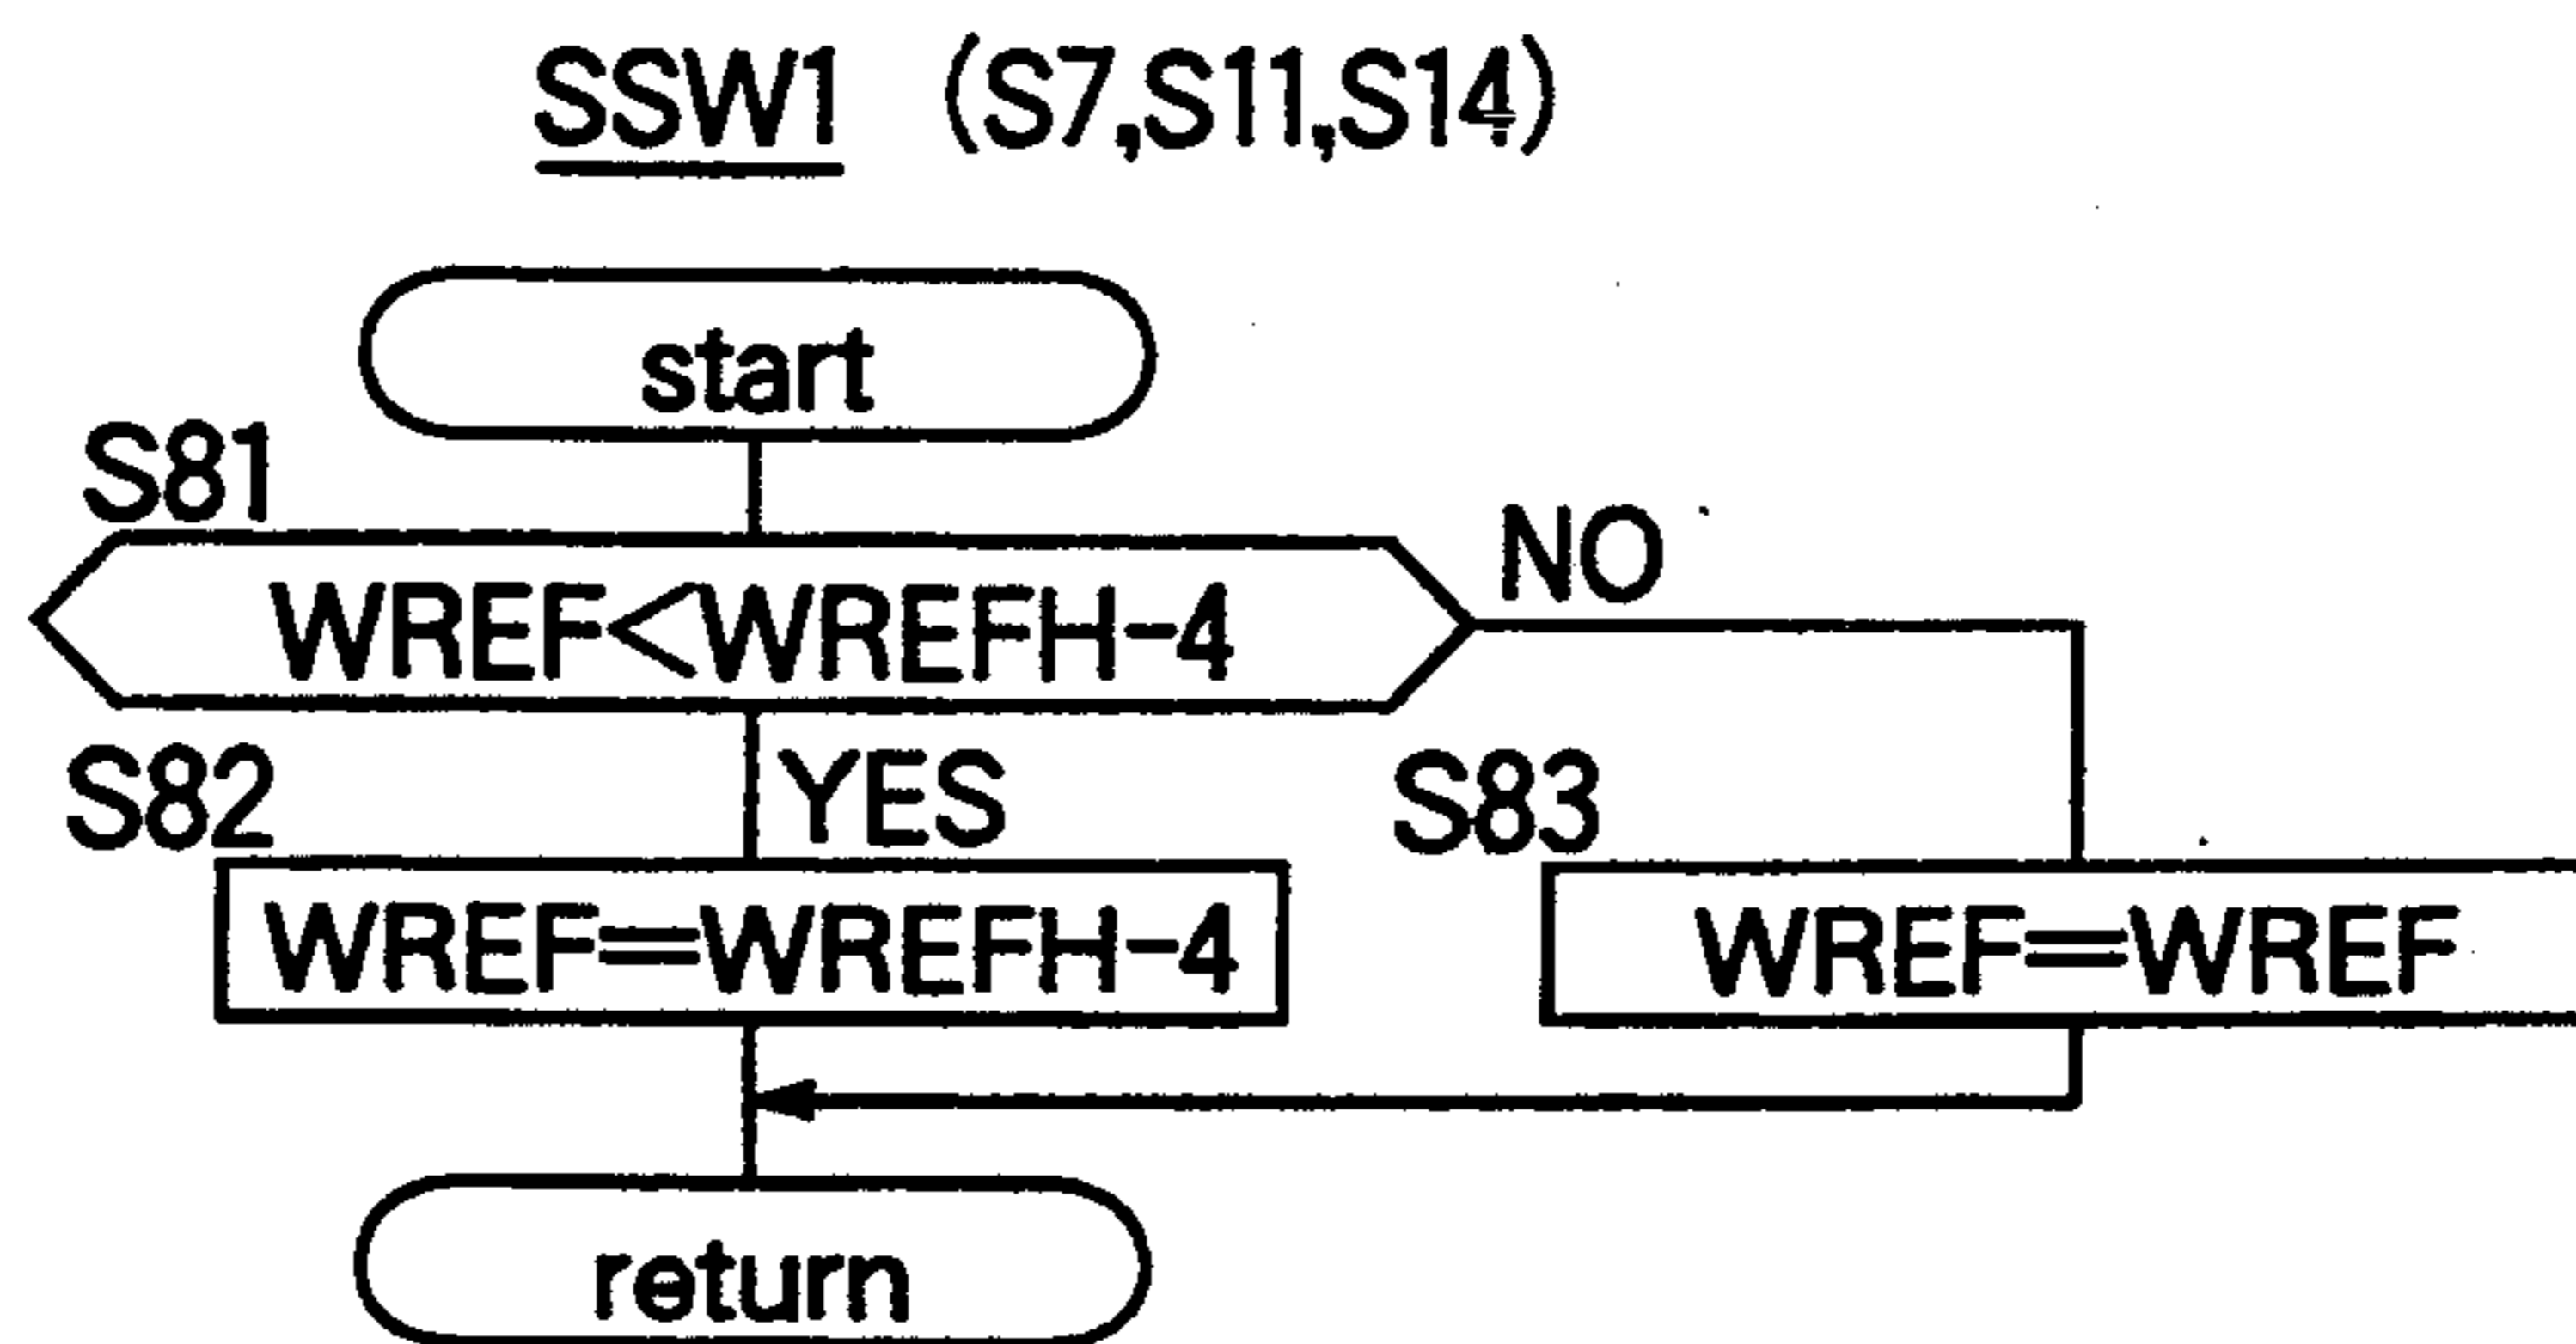 SSW1 (S7,S11,S14)
start
S81
WREF<WREFH-4
NO
YES
S82
WREF=WREFH-4
S83
WREF=WREF
return